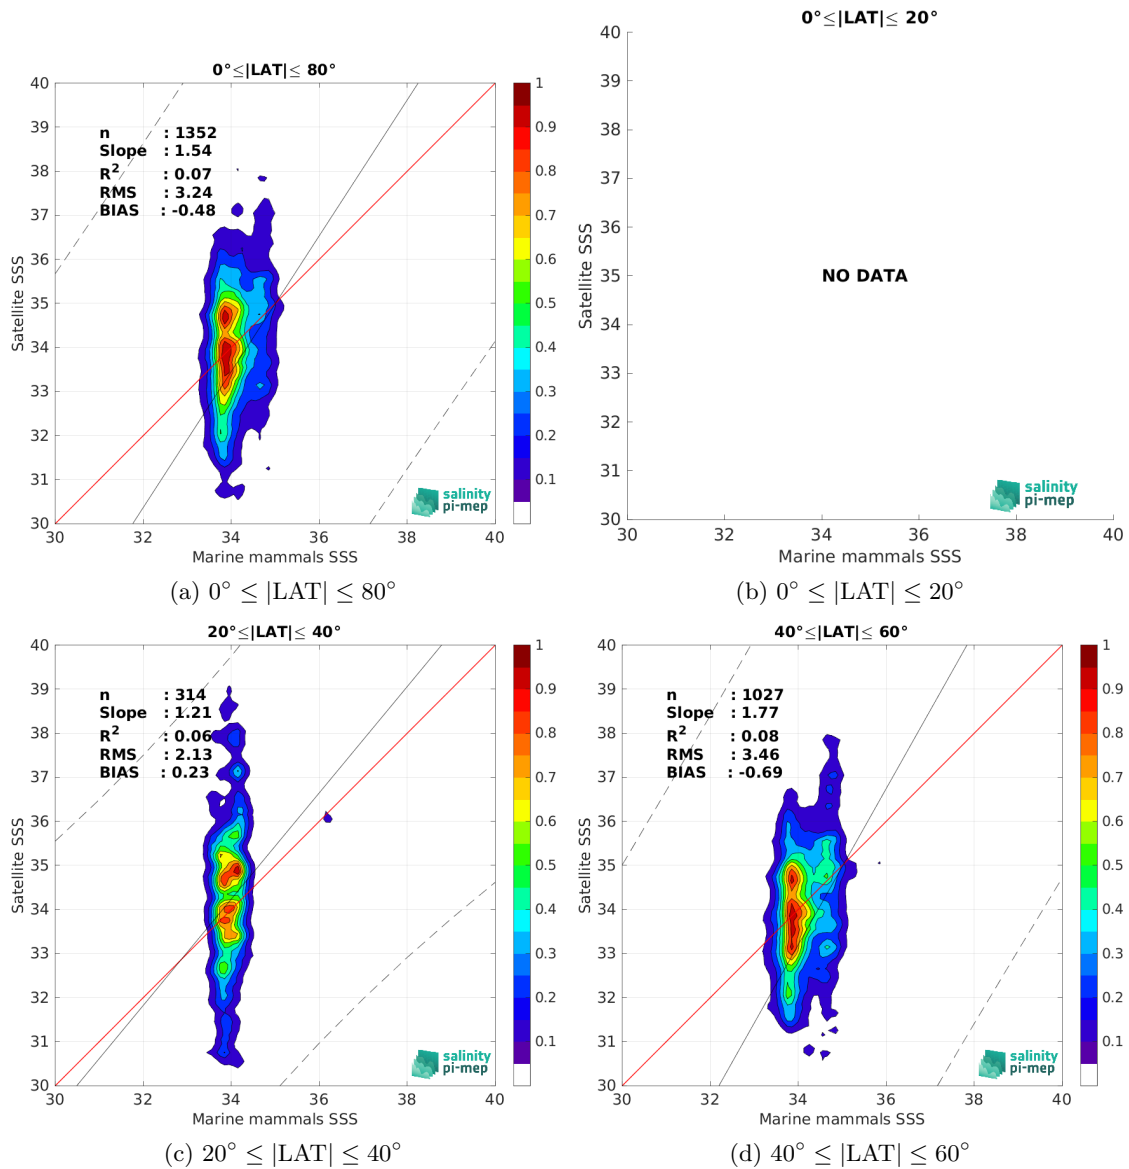 0°≤|LAT|≤ 80°
40
39
38
37
36
35
34
33
32
31
30
Satellite SSS
n : 1352
Slope : 1.54
R² : 0.07
RMS : 3.24
BIAS : -0.48
1
0.9
0.8
0.7
0.6
0.5
0.4
0.3
0.2
0.1
salinity
pi-mep
30 32 34 36 38 40
Marine mammals SSS
(a) 0° ≤ |LAT| ≤ 80°
0°≤|LAT|≤ 20°
40
39
38
37
36
35
34
33
32
31
30
Satellite SSS
NO DATA
salinity
pi-mep
30 32 34 36 38 40
Marine mammals SSS
(b) 0° ≤ |LAT| ≤ 20°
20°≤|LAT|≤ 40°
40
39
38
37
36
35
34
33
32
31
30
Satellite SSS
n : 314
Slope : 1.21
R² : 0.06
RMS : 2.13
BIAS : 0.23
1
0.9
0.8
0.7
0.6
0.5
0.4
0.3
0.2
0.1
salinity
pi-mep
30 32 34 36 38 40
Marine mammals SSS
(c) 20° ≤ |LAT| ≤ 40°
40°≤|LAT|≤ 60°
40
39
38
37
36
35
34
33
32
31
30
Satellite SSS
n : 1027
Slope : 1.77
R² : 0.08
RMS : 3.46
BIAS : -0.69
1
0.9
0.8
0.7
0.6
0.5
0.4
0.3
0.2
0.1
salinity
pi-mep
30 32 34 36 38 40
Marine mammals SSS
(d) 40° ≤ |LAT| ≤ 60°